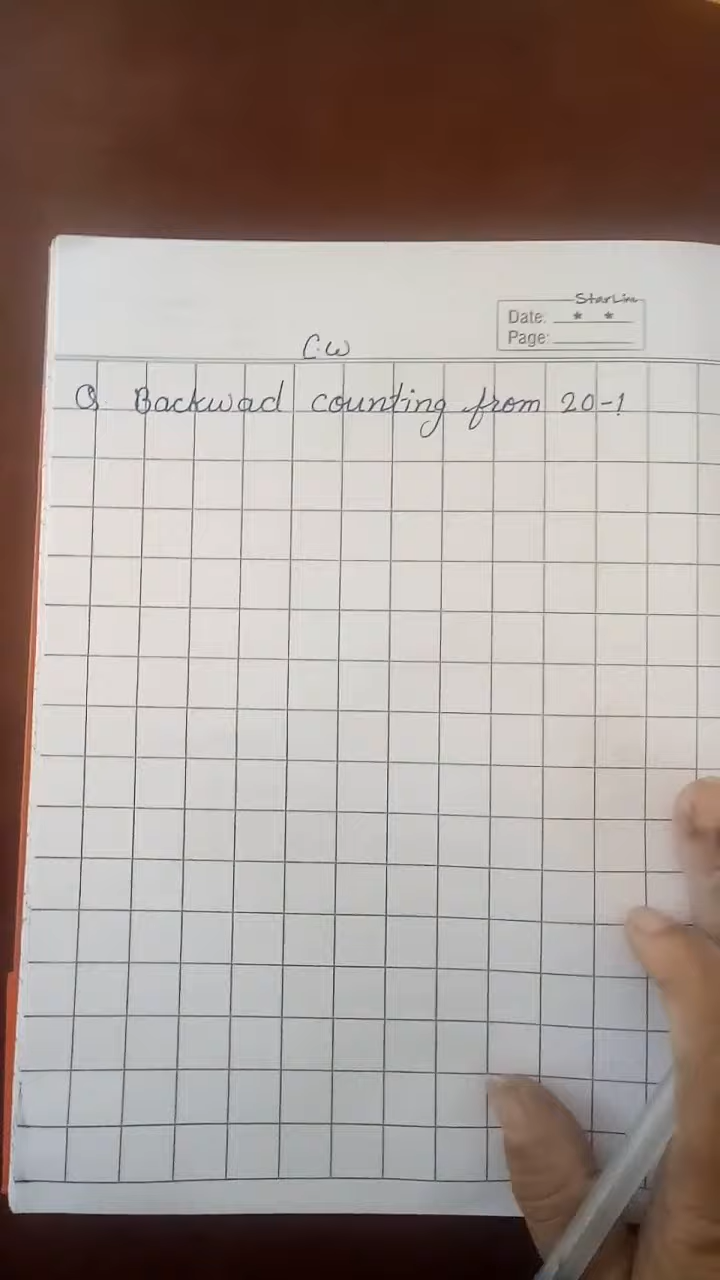 StarLine
Date: * *
Page:
C.W
Q Backwad counting from 20-1